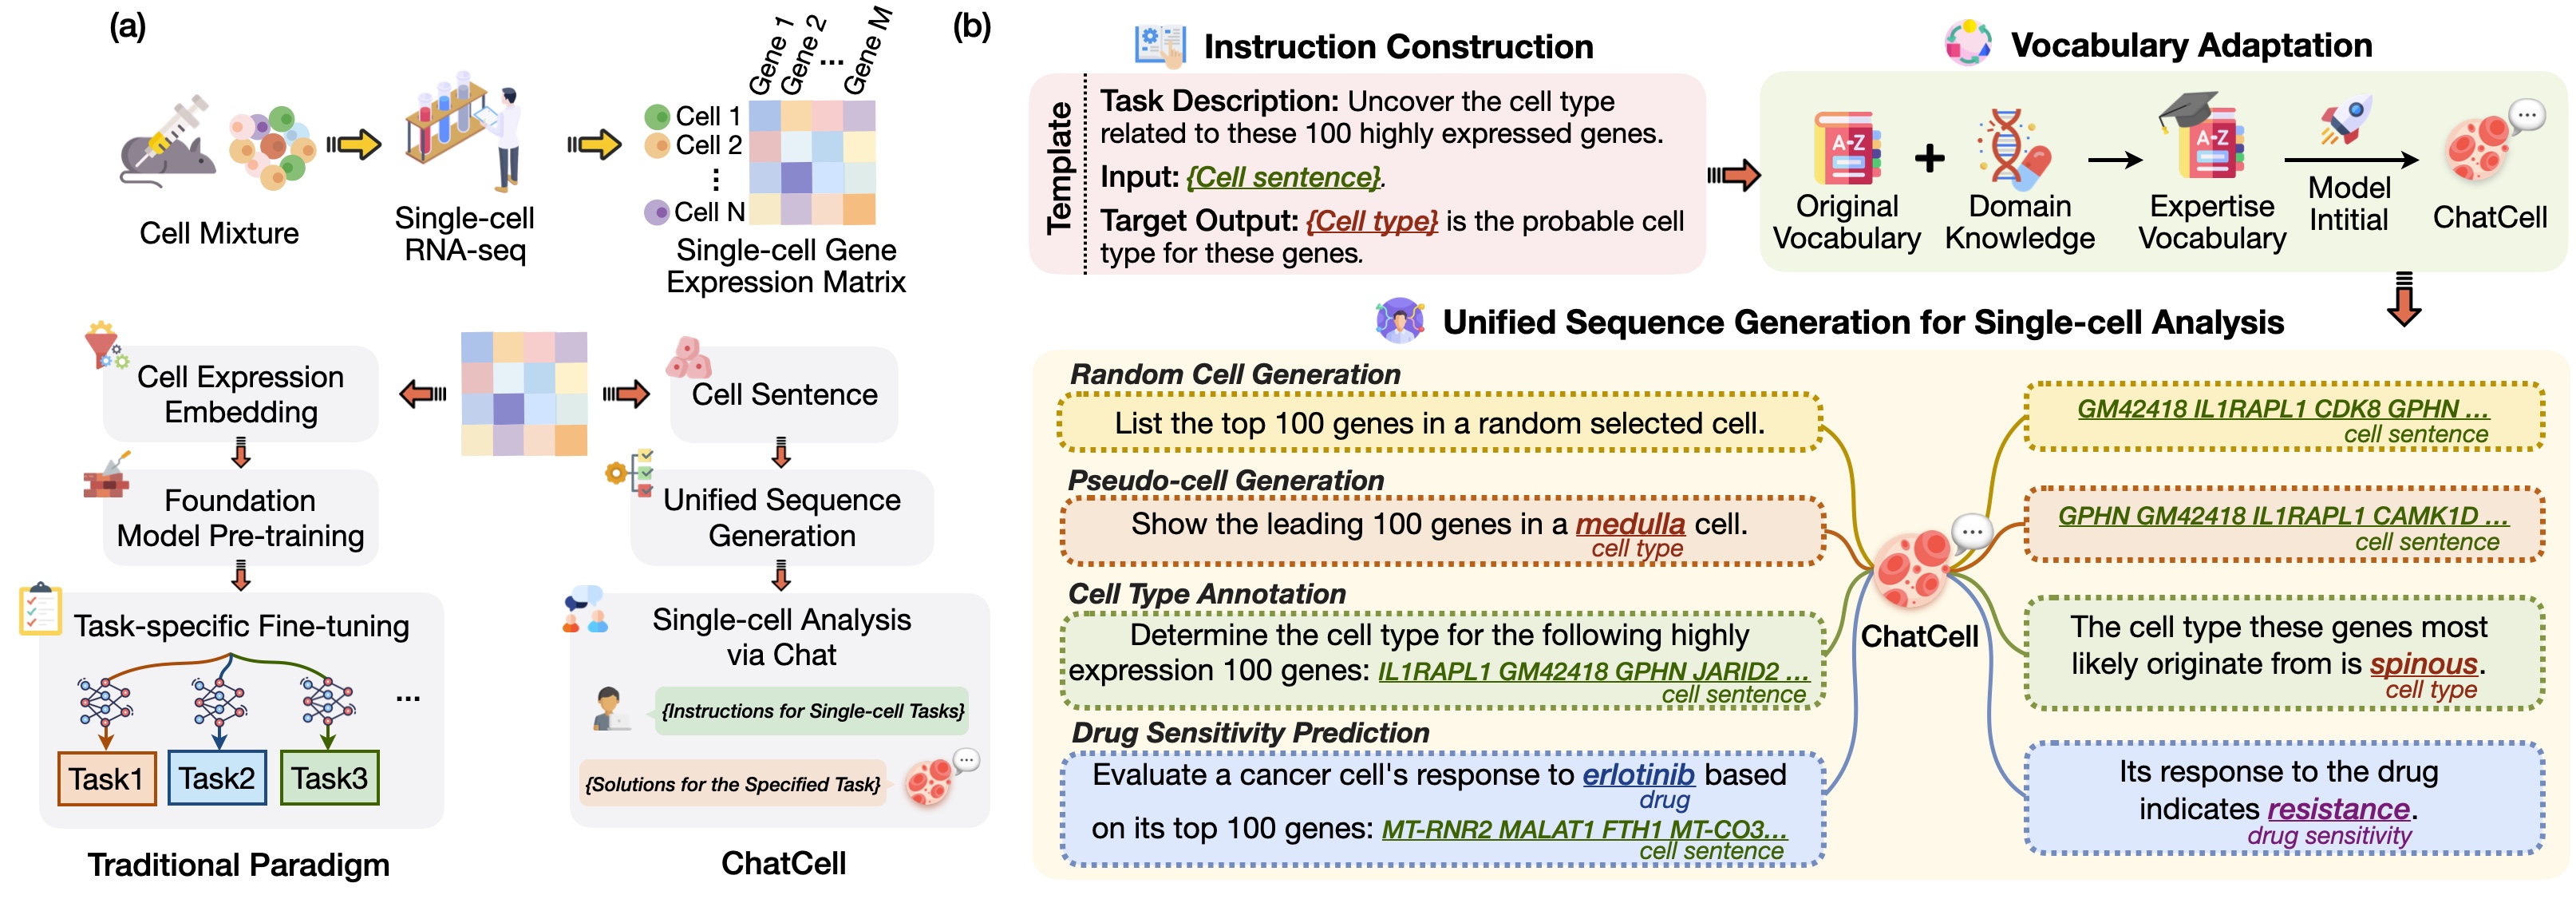 (a)
Gene 1
Gene 2
...
Gene M
Cell 1
Cell 2
Cell N
Cell Mixture
Single-cell
RNA-seq
Single-cell Gene
Expression Matrix
Cell Expression
Embedding
Foundation
Model Pre-training
Task-specific Fine-tuning
...
Task1
Task2
Task3
Traditional Paradigm
Cell Sentence
Unified Sequence
Generation
Single-cell Analysis
via Chat
{Instructions for Single-cell Tasks}
{Solutions for the Specified Task}
ChatCell
(b)
Instruction Construction
Template
Task Description: Uncover the cell type
related to these 100 highly expressed genes.
Input: {Cell sentence}.
Target Output: {Cell type} is the probable cell
type for these genes.
Vocabulary Adaptation
A-Z
+
A-Z
Original
Vocabulary
Domain
Knowledge
Expertise
Vocabulary
Model
Intitial
ChatCell
Unified Sequence Generation for Single-cell Analysis
Random Cell Generation
List the top 100 genes in a random selected cell.
GM42418 IL1RAPL1 CDK8 GPHN ...
cell sentence
Pseudo-cell Generation
Show the leading 100 genes in a medulla cell.
cell type
GPHN GM42418 IL1RAPL1 CAMK1D ...
cell sentence
Cell Type Annotation
Determine the cell type for the following highly
expression 100 genes: IL1RAPL1 GM42418 GPHN JARID2 ...
cell sentence
ChatCell
The cell type these genes most
likely originate from is spinous.
cell type
Drug Sensitivity Prediction
Evaluate a cancer cell's response to erlotinib based
drug
on its top 100 genes: MT-RNR2 MALAT1 FTH1 MT-CO3...
cell sentence
Its response to the drug
indicates resistance.
drug sensitivity